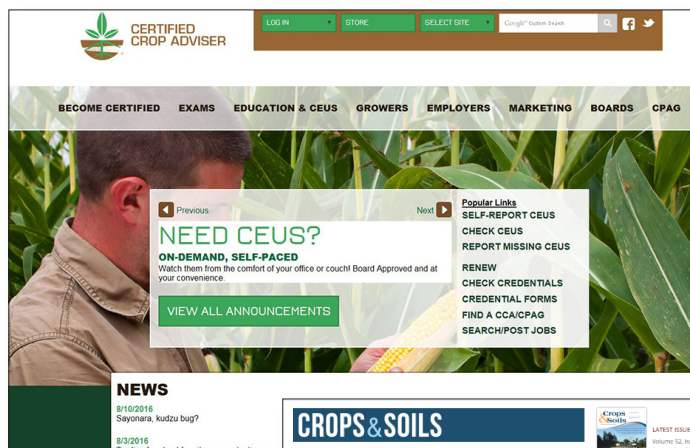 CERTIFIED
CROP ADVISER
LOG IN
STORE
SELECT SITE
Google™ Custom Search
BECOME CERTIFIED EXAMS EDUCATION & CEUS GROWERS EMPLOYERS MARKETING BOARDS CPAG
Previous
Next
NEED CEUS?
ON-DEMAND, SELF-PACED
Watch them from the comfort of your office or couch! Board Approved and at
your convenience.
VIEW ALL ANNOUNCEMENTS
Popular Links
SELF-REPORT CEUS
CHECK CEUS
REPORT MISSING CEUS
RENEW
CHECK CREDENTIALS
CREDENTIAL FORMS
FIND A CCA/CPAG
SEARCH/POST JOBS
NEWS
8/10/2016
Sayonara, kudzu bug?
8/3/2016
CROPS&SOILS
Crops
&Soils
LATEST ISSUE
Volume 52,